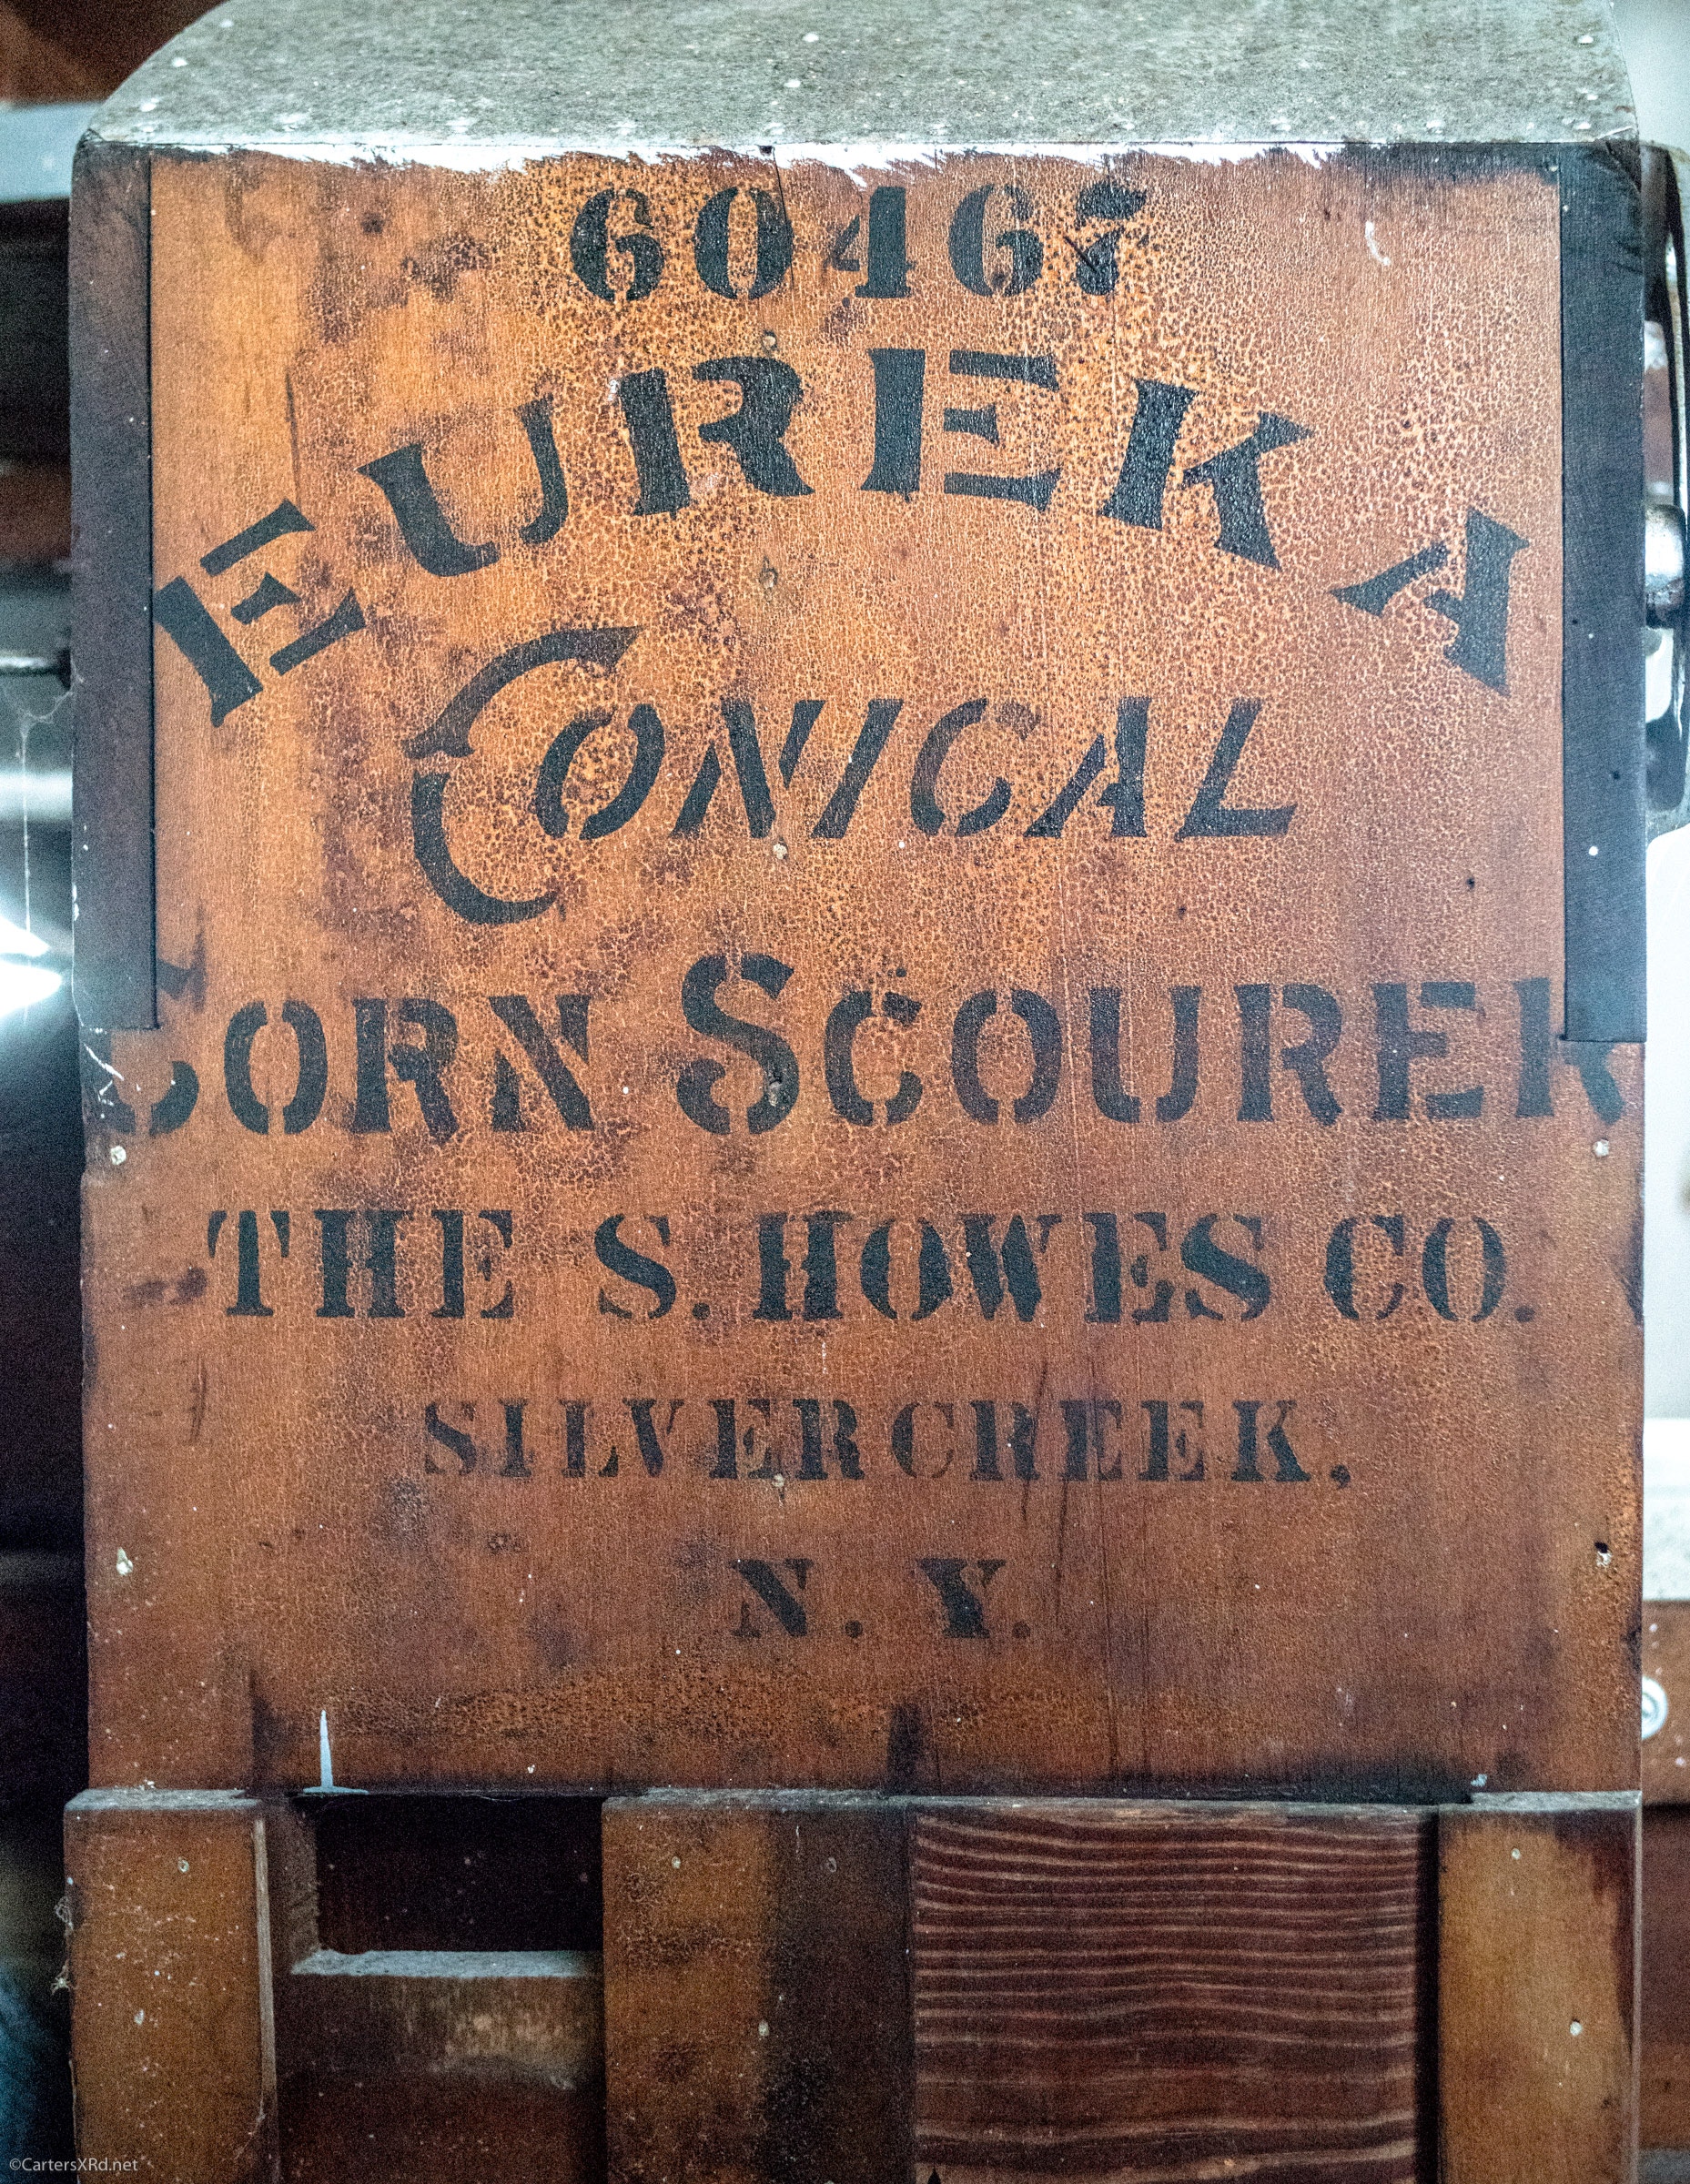 60467
EUREKA
CONICAL
CORN SCOURER
THE S. HOWES CO.
SILVER CREEK,
N. Y.
©CartersXRd.net